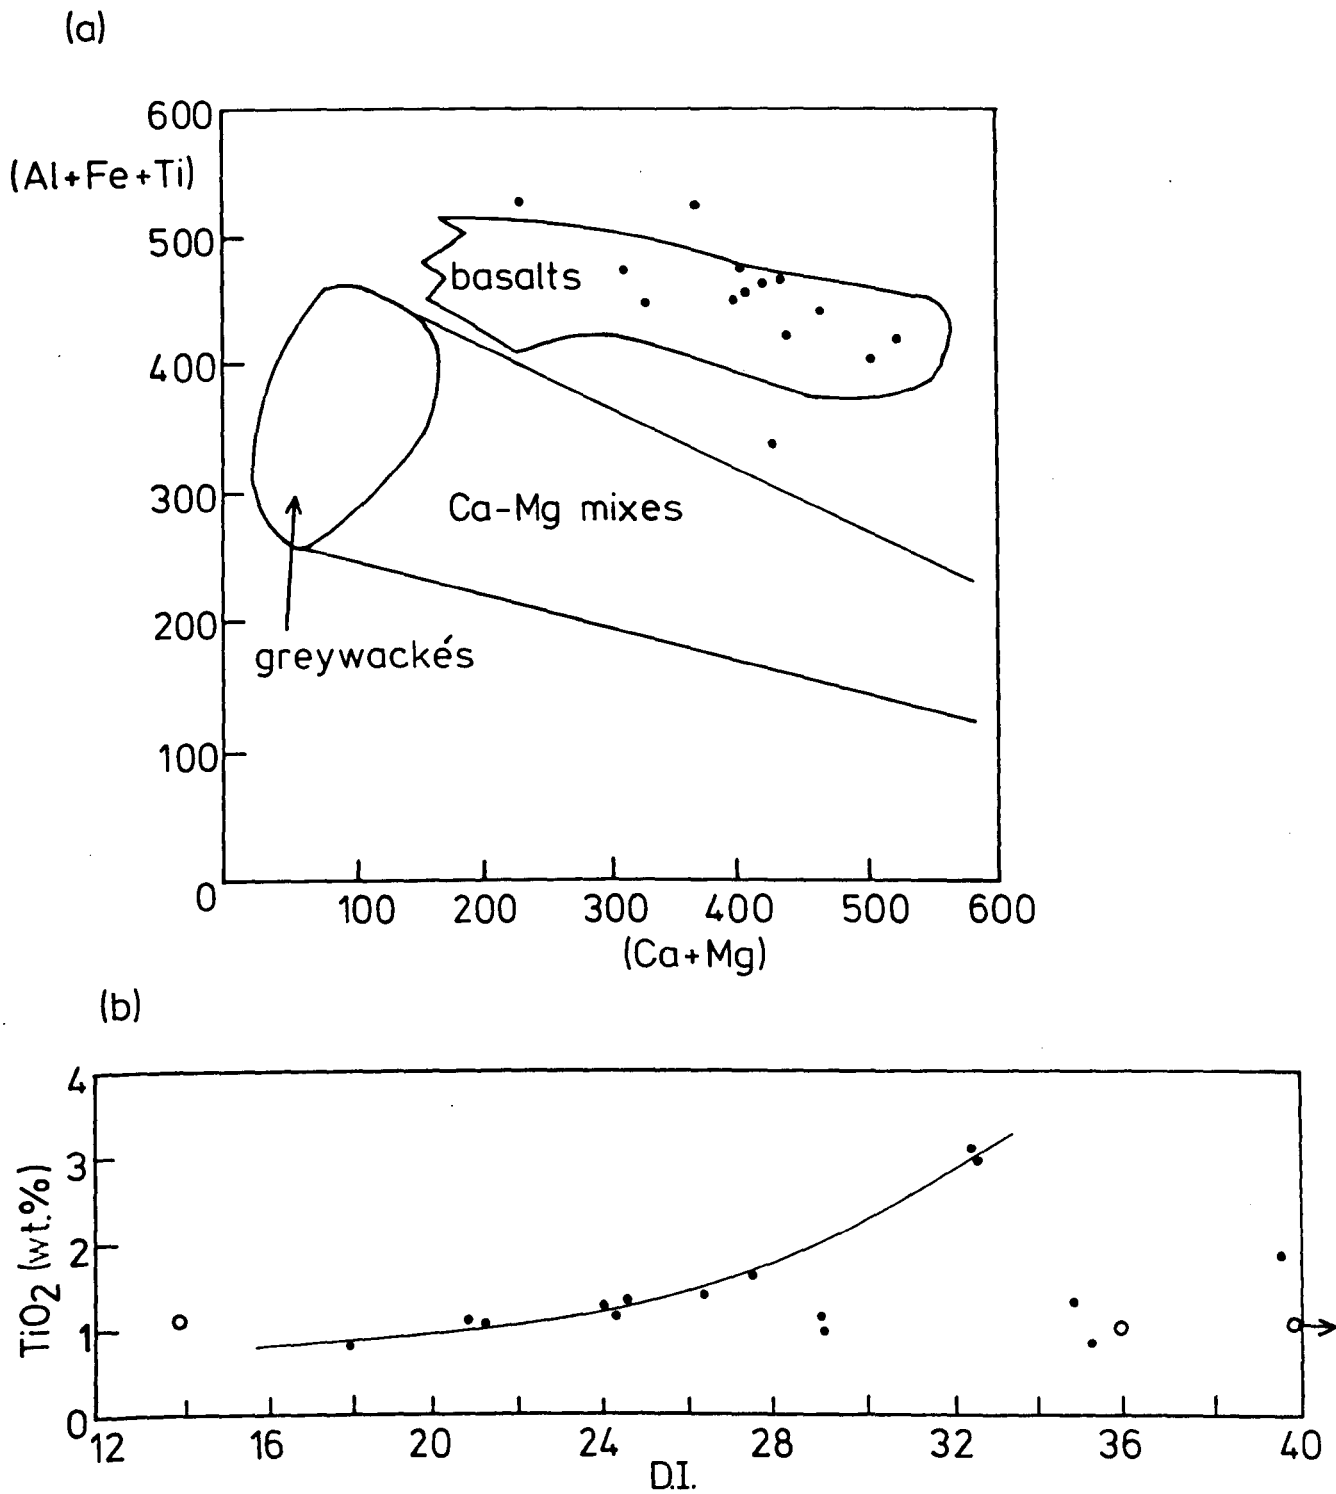 (a)
600
(Al+Fe+Ti)
500
basalts
400
300
Ca-Mg mixes
200
greywackés
100
0
100 200 300 400 500 600
(Ca+Mg)
(b)
4
3
2
1
0
TiO2 (wt.%)
12 16 20 24 28 32 36 40
D.I.